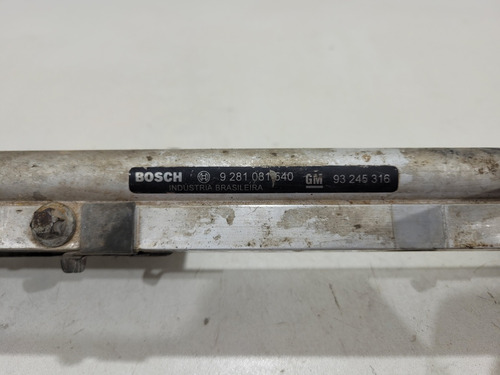 BOSCH 9 281 081 640 GM 93 245 316
INDUSTRIA BRASILEIRA